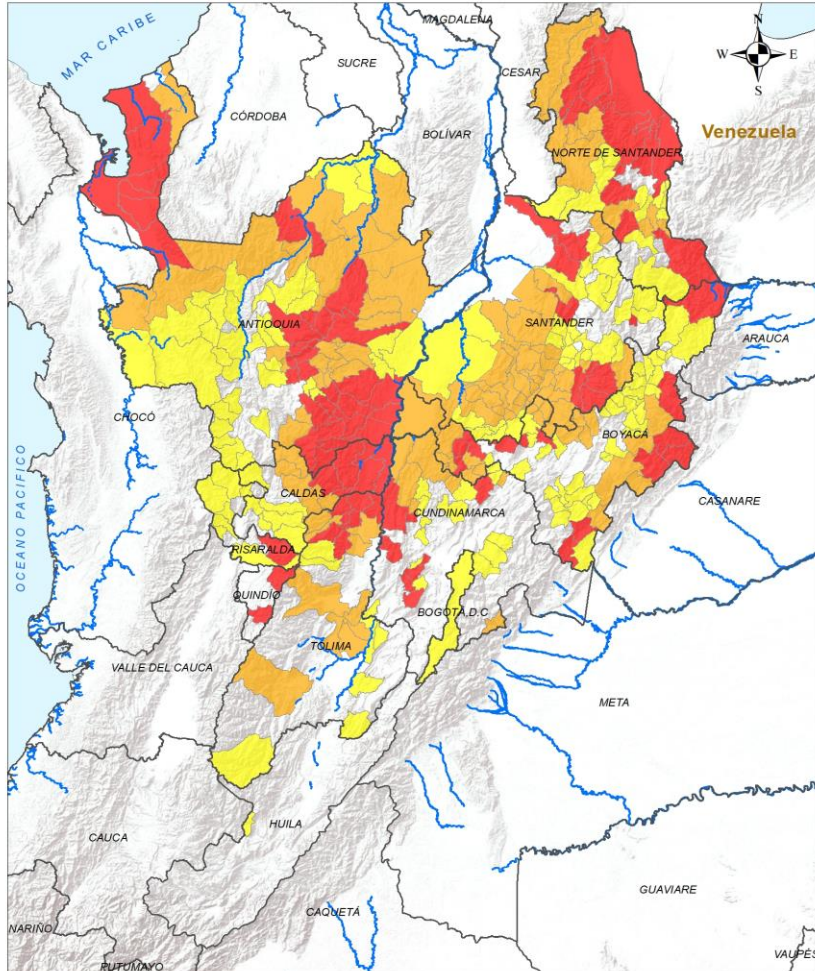 MAGDALENA
N
W E
S
MAR CARIBE
SUCRE
CESAR
CÓRDOBA
BOLÍVAR
Venezuela
NORTE DE SANTANDER
ANTIOQUIA
SANTANDER
ARAUCA
CHOCÓ
BOYACÁ
OCEANO PACIFICO
CALDAS
CUNDINAMARCA
CASANARE
RISARALDA
QUINDÍO
BOGOTÁ,D.C
TOLIMA
VALLE DEL CAUCA
META
HUILA
CAUCA
GUAVIARE
CAQUETÁ
NARIÑO
VAUPÉS
PUTUMAYO